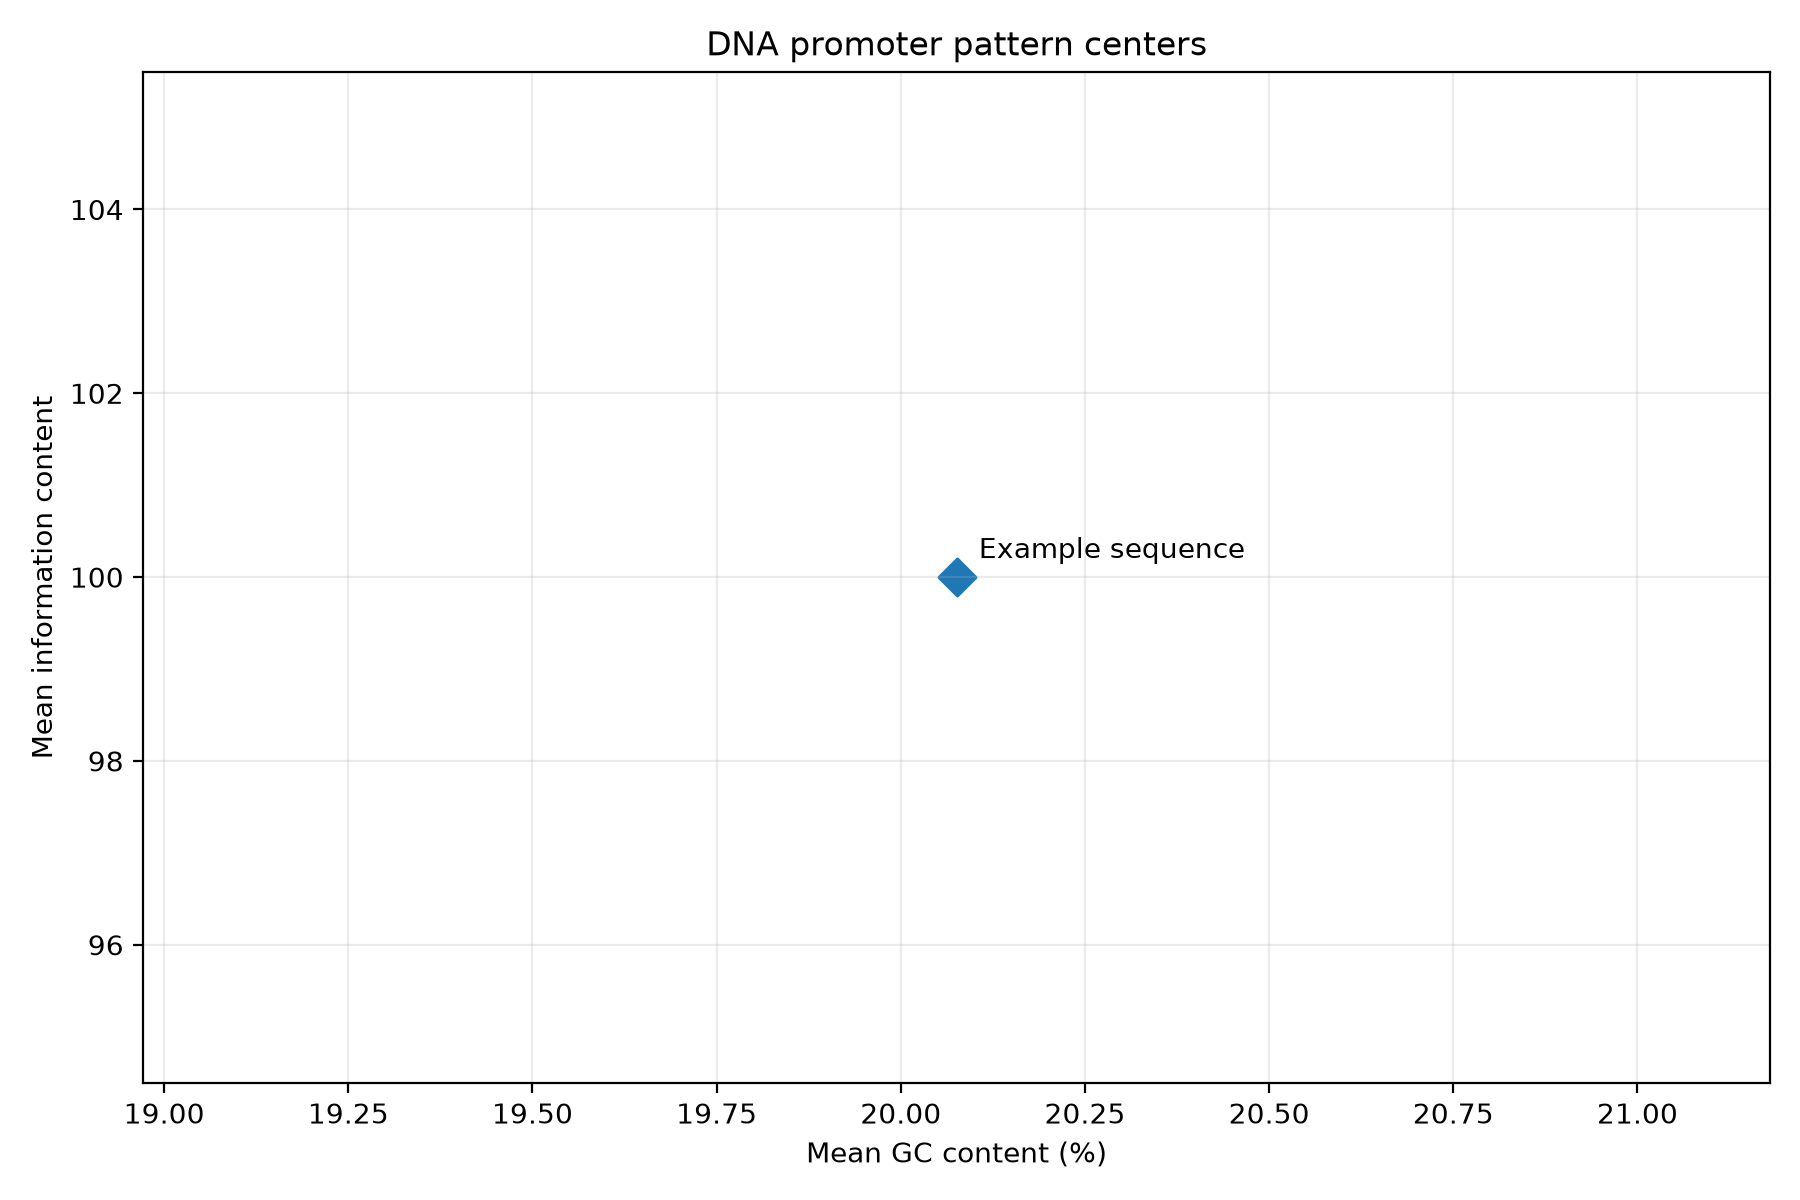 DNA promoter pattern centers
104
102
100
98
96
Mean information content
Example sequence
19.00 19.25 19.50 19.75 20.00 20.25 20.50 20.75 21.00
Mean GC content (%)